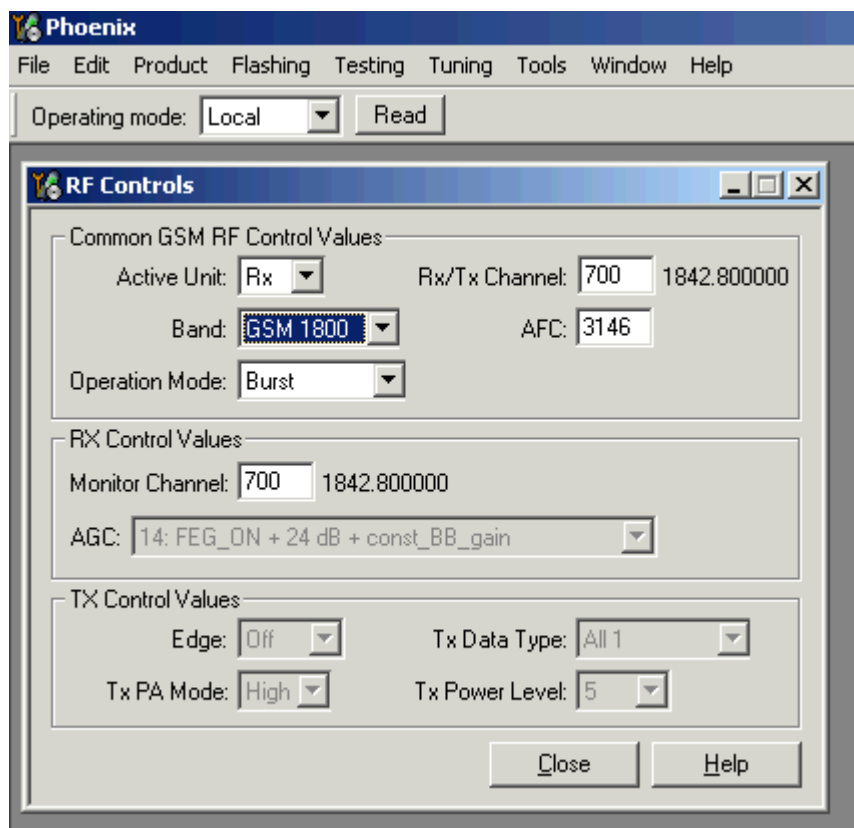 Phoenix
File Edit Product Flashing Testing Tuning Tools Window Help
Operating mode: Local Read
RF Controls
Common GSM RF Control Values
Active Unit: Rx Rx/Tx Channel: 700 1842.800000
Band: GSM 1800 AFC: 3146
Operation Mode: Burst
RX Control Values
Monitor Channel: 700 1842.800000
AGC: 14: FEG_ON + 24 dB + const_BB_gain
TX Control Values
Edge: Off Tx Data Type: All 1
Tx PA Mode: High Tx Power Level: 5
Close Help